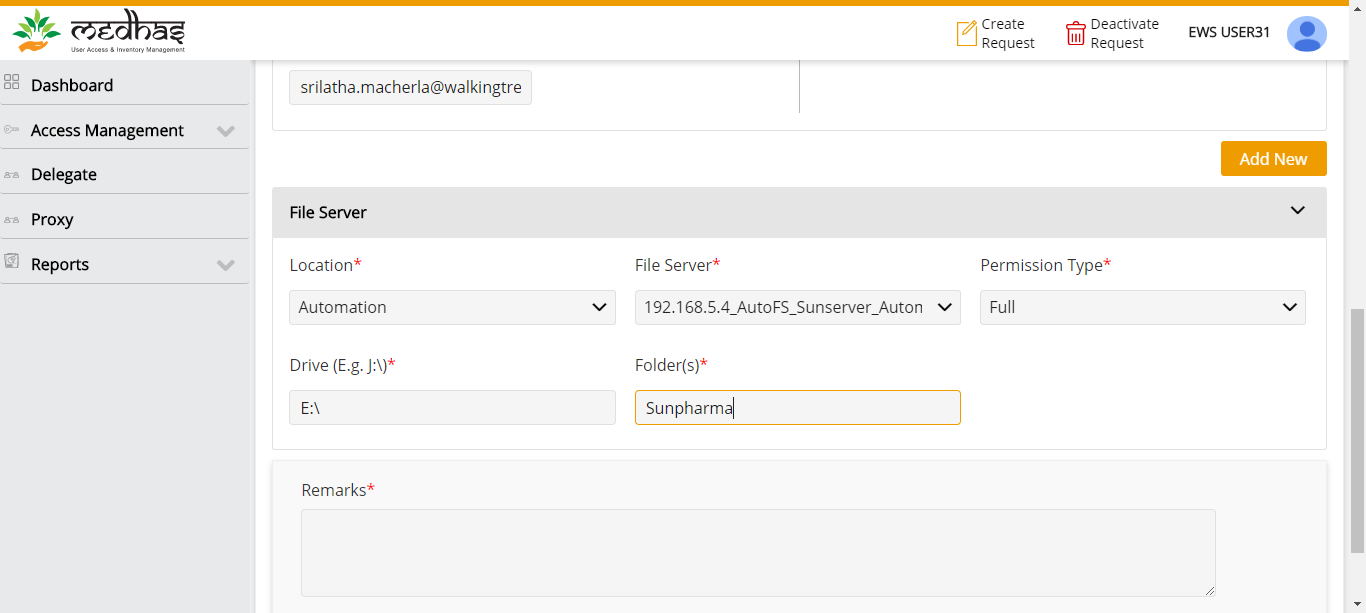 medhas
User Access & Inventory Management
Create
Request
Deactivate
Request
EWS USER31
Dashboard
Access Management
Delegate
Proxy
Reports
srilatha.macherla@walkingtre
Add New
File Server
Location*
File Server*
Permission Type*
Automation
192.168.5.4_AutoFS_Sunserver_Auton
Full
Drive (E.g. J:\)*
Folder(s)*
E:\
Sunpharma
Remarks*